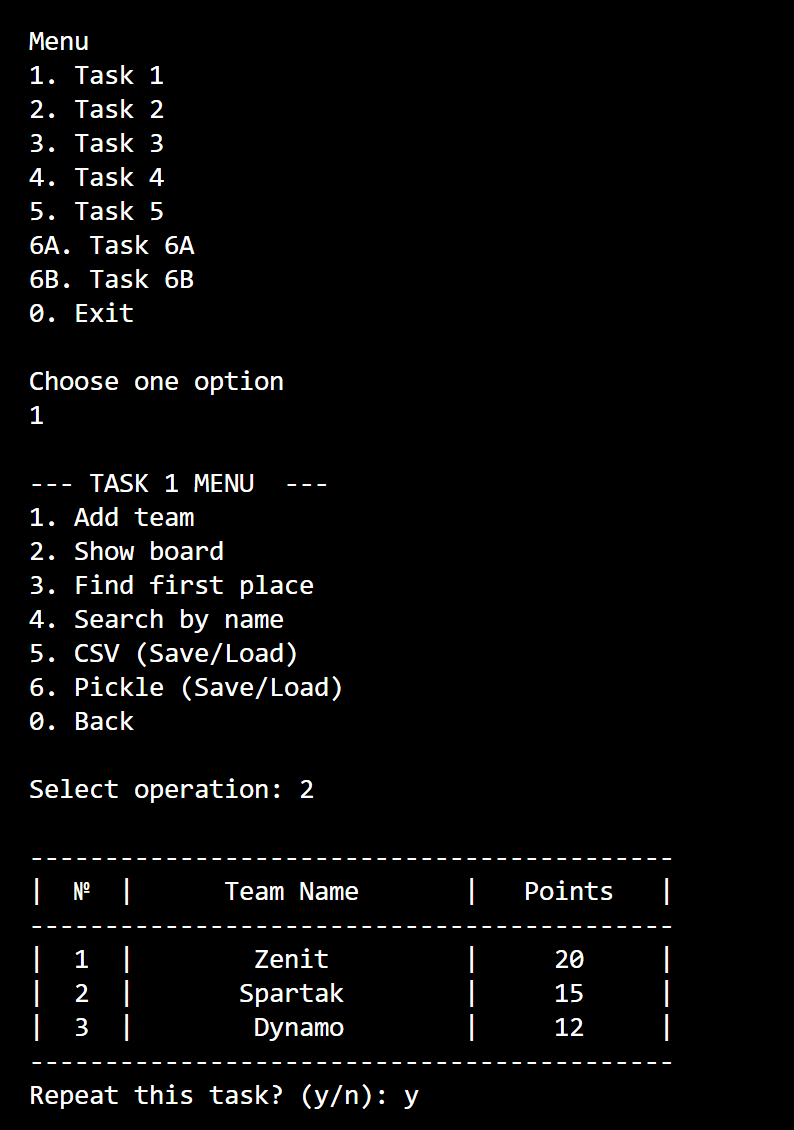 Menu
1. Task 1
2. Task 2
3. Task 3
4. Task 4
5. Task 5
6A. Task 6A
6B. Task 6B
0. Exit

Choose one option
1

--- TASK 1 MENU  ---
1. Add team
2. Show board
3. Find first place
4. Search by name
5. CSV (Save/Load)
6. Pickle (Save/Load)
0. Back

Select operation: 2

-------------------------------------------
|  №  |      Team Name       |   Points   |
-------------------------------------------
|  1  |        Zenit         |     20     |
|  2  |       Spartak        |     15     |
|  3  |        Dynamo        |     12     |
-------------------------------------------
Repeat this task? (y/n): y